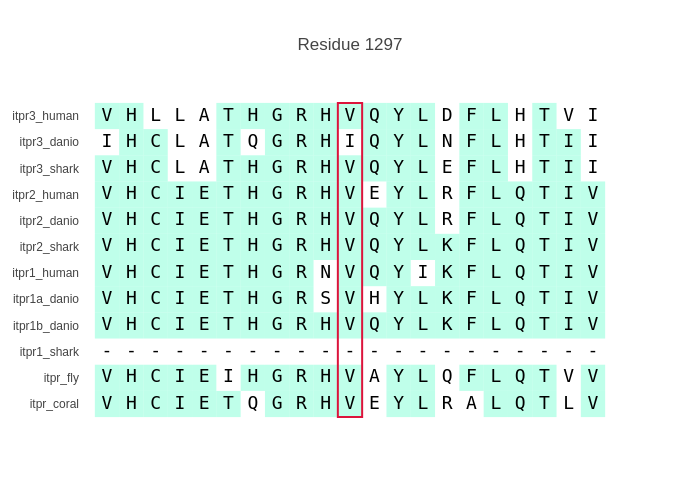 Residue 1297
itpr3_human V H L L A T H G R H V Q Y L D F L H T V I
itpr3_danio I H C L A T Q G R H I Q Y L N F L H T I I
itpr3_shark V H C L A T H G R H V Q Y L E F L H T I I
itpr2_human V H C I E T H G R H V E Y L R F L Q T I V
itpr2_danio V H C I E T H G R H V Q Y L R F L Q T I V
itpr2_shark V H C I E T H G R H V Q Y L K F L Q T I V
itpr1_human V H C I E T H G R N V Q Y I K F L Q T I V
itpr1a_danio V H C I E T H G R S V H Y L K F L Q T I V
itpr1b_danio V H C I E T H G R H V Q Y L K F L Q T I V
itpr1_shark - - - - - - - - - - - - - - - - - - - - -
itpr_fly V H C I E I H G R H V A Y L Q F L Q T V V
itpr_coral V H C I E T Q G R H V E Y L R A L Q T L V